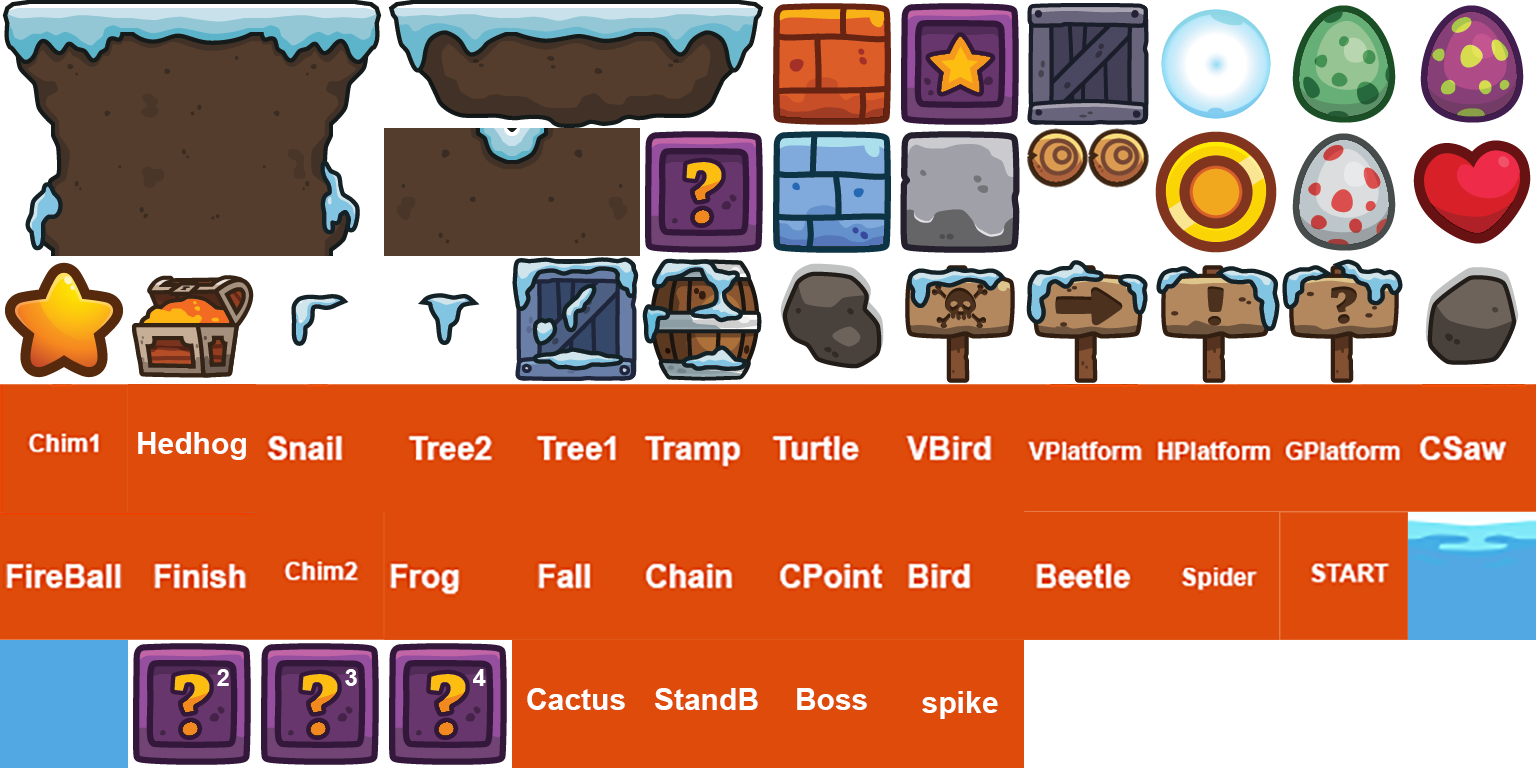 ?
!
?
Chim1
Hedhog
Snail
Tree2
Tree1
Tramp
Turtle
VBird
VPlatform
HPlatform
GPlatform
CSaw
FireBall
Finish
Chim2
Frog
Fall
Chain
CPoint
Bird
Beetle
Spider
START
? 2
? 3
? 4
Cactus
StandB
Boss
spike